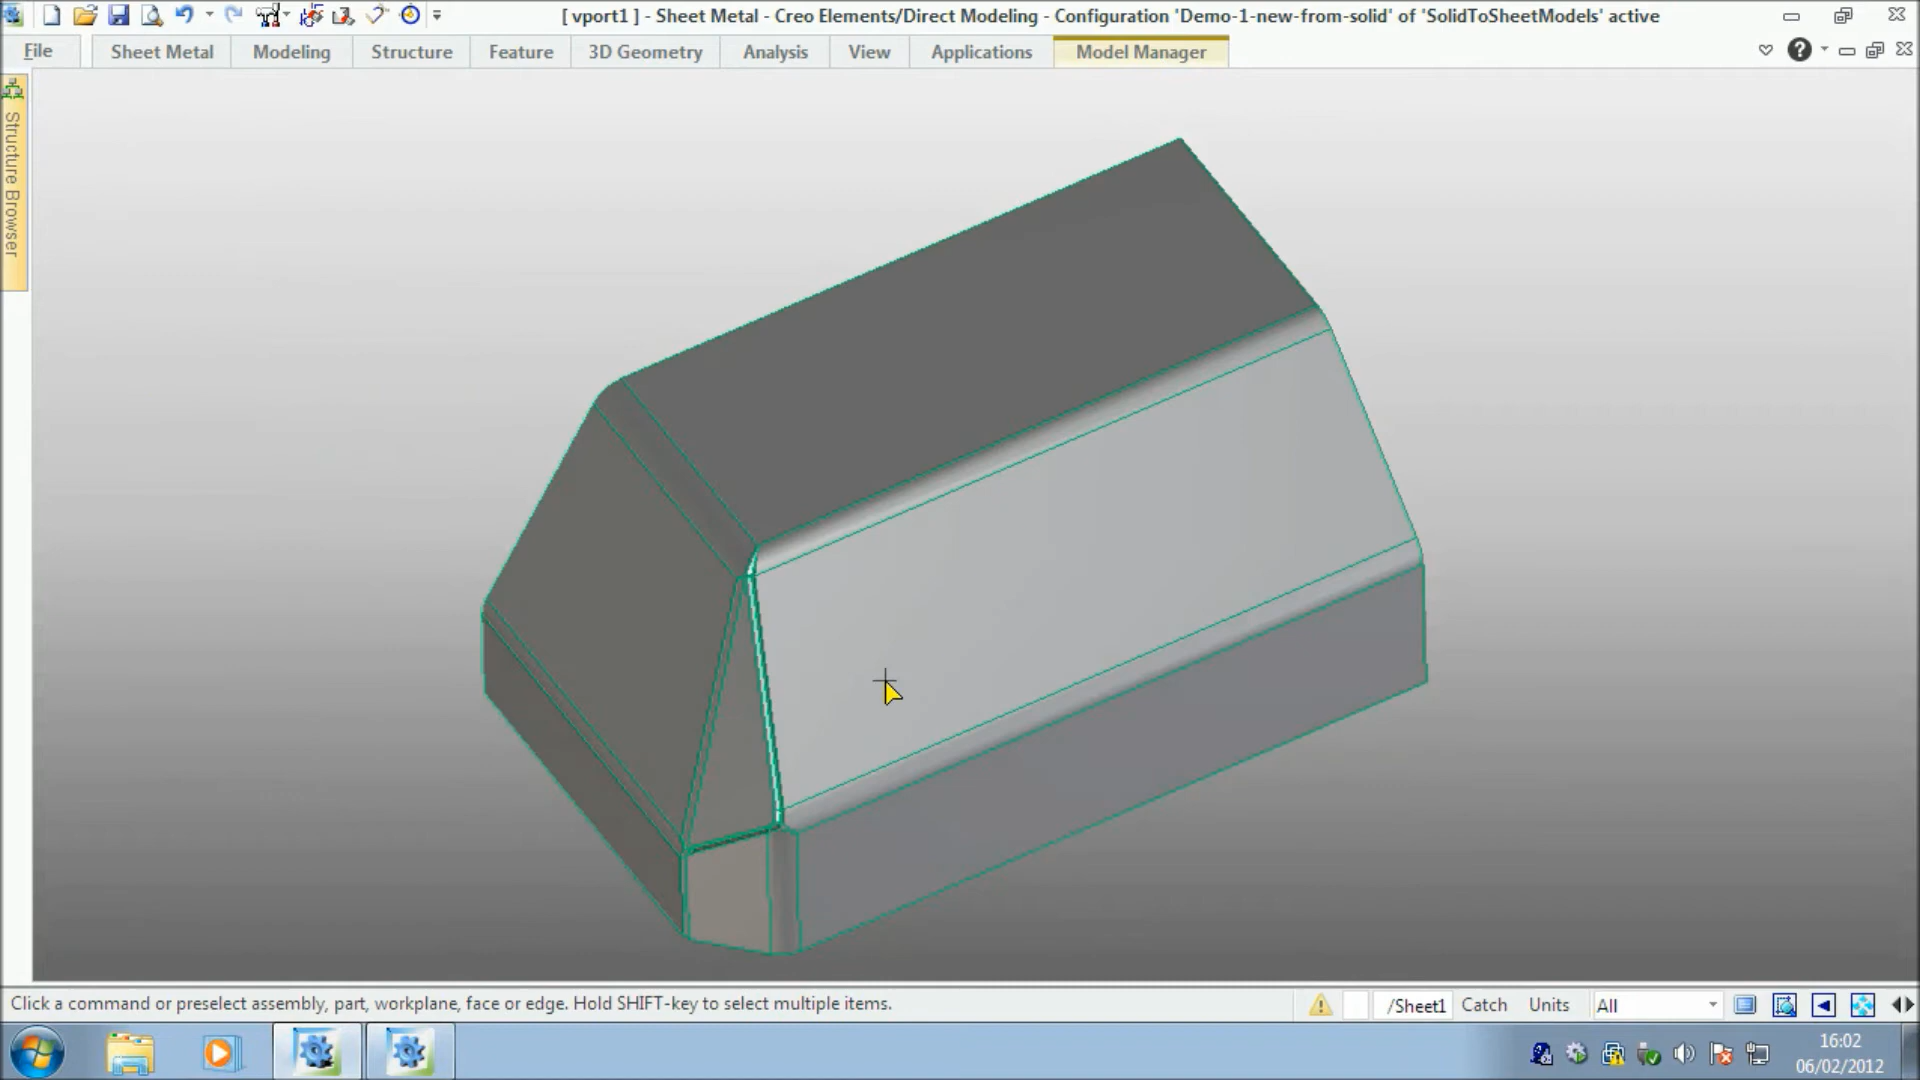 [ vport1 ] - Sheet Metal - Creo Elements/Direct Modeling - Configuration 'Demo-1-new-from-solid' of 'SolidToSheetModels' active
File Sheet Metal Modeling Structure Feature 3D Geometry Analysis View Applications Model Manager
Structure Browser
Click a command or preselect assembly, part, workplane, face or edge. Hold SHIFT-key to select multiple items.
/Sheet1 Catch Units All
16:02
06/02/2012